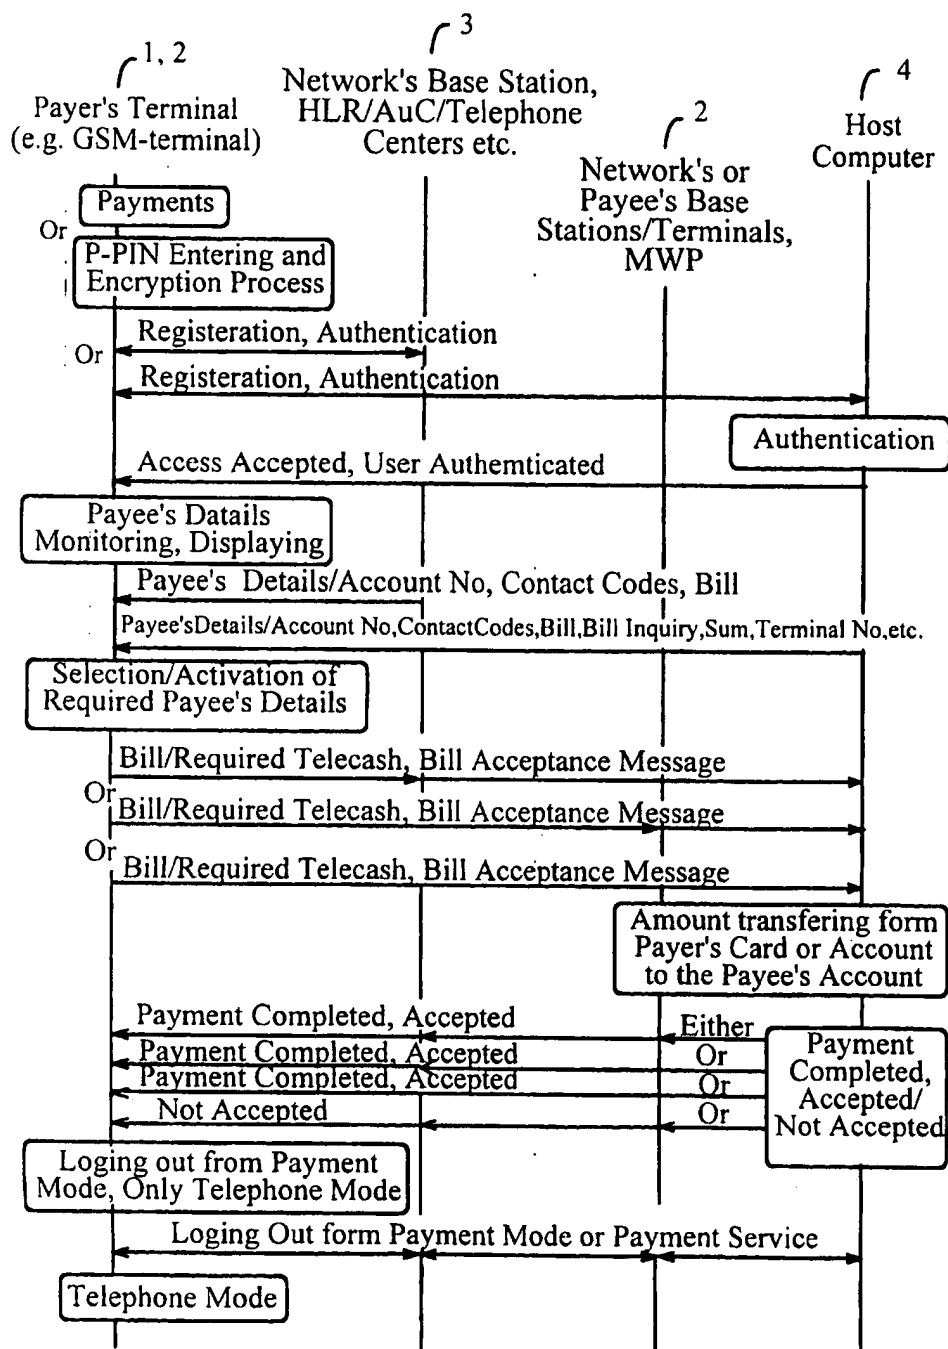 3
1, 2
4
Network's Base Station,
HLR/AuC/Telephone
Centers etc.
Payer's Terminal
(e.g. GSM-terminal)
2
Host
Computer
Network's or
Payee's Base
Stations/Terminals,
MWP
Payments
Or
P-PIN Entering and
Encryption Process
Registeration, Authentication
Or
Registeration, Authentication
Authentication
Access Accepted, User Authemticated
Payee's Datails
Monitoring, Displaying
Payee's Details/Account No, Contact Codes, Bill
Payee'sDetails/Account No,ContactCodes,Bill,Bill Inquiry,Sum,Terminal No,etc.
Selection/Activation of
Required Payee's Details
Bill/Required Telecash, Bill Acceptance Message
Or
Bill/Required Telecash, Bill Acceptance Message
Or
Bill/Required Telecash, Bill Acceptance Message
Amount transfering form
Payer's Card or Account
to the Payee's Account
Payment Completed, Accepted
Either
Payment Completed, Accepted
Or
Payment Completed, Accepted
Or
Not Accepted
Or
Payment
Completed,
Accepted/
Not Accepted
Loging out from Payment
Mode, Only Telephone Mode
Loging Out form Payment Mode or Payment Service
Telephone Mode